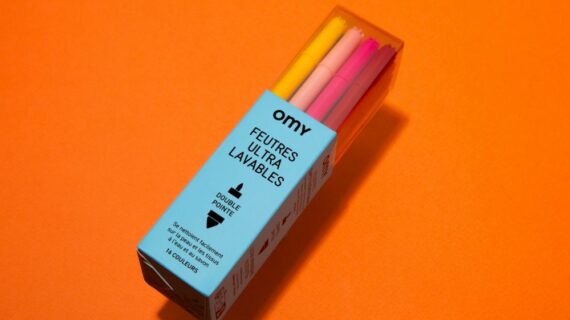 OMY
FEUTRES
ULTRA
LAVABLES
DOUBLE
POINTE
Se nettoient facilement
sur la peau et les tissus
à l'eau et au savon
16 COULEURS